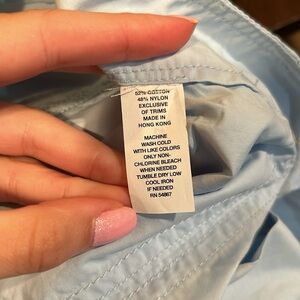 52% COTTON
48% NYLON
EXCLUSIVE
OF TRIMS
MADE IN
HONG KONG
MACHINE
WASH COLD
WITH LIKE COLORS
ONLY NON-
CHLORINE BLEACH
WHEN NEEDED
TUMBLE DRY LOW
COOL IRON
IF NEEDED
RN 54867